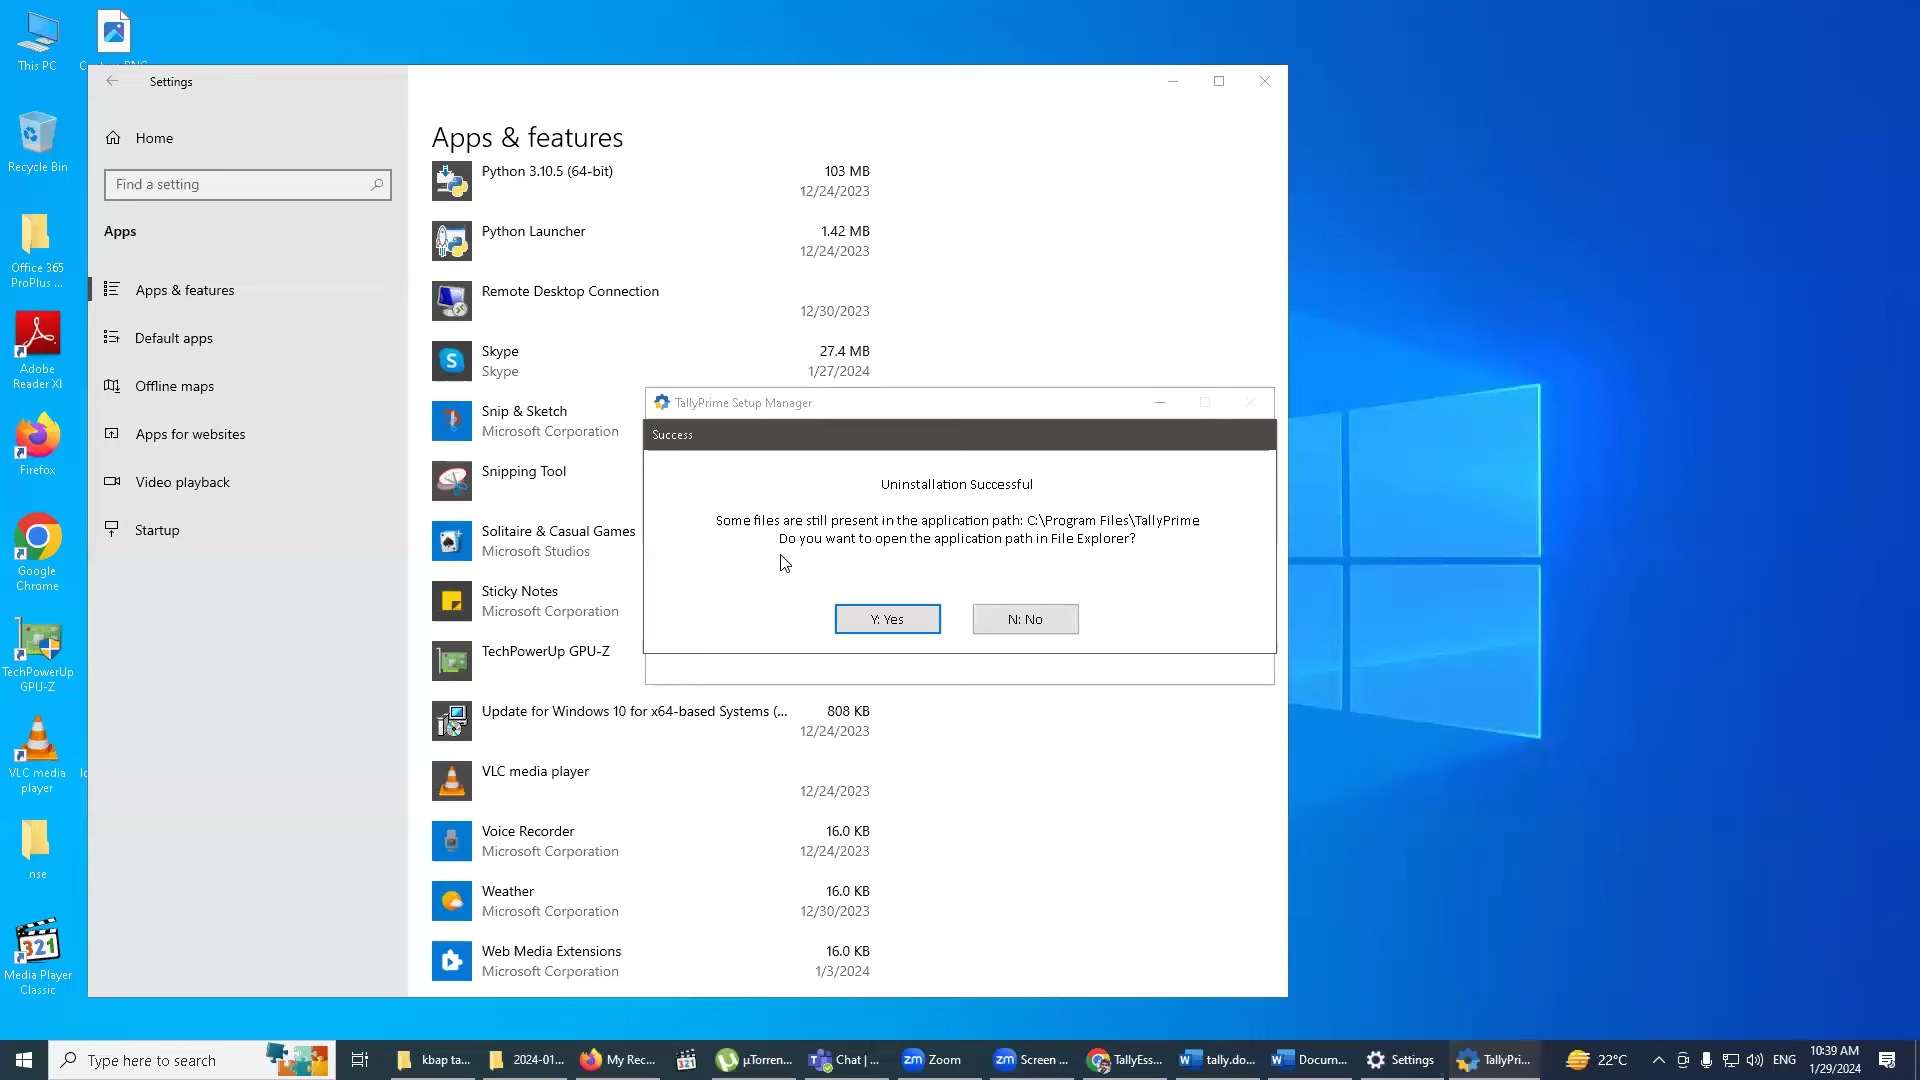 This PC
Recycle Bin
Office 365
ProPlus ...
Adobe
Reader XI
Firefox
Google
Chrome
TechPowerUp
GPU-Z
VLC media
player
nse
321
Media Player
Classic
Settings
Home
Find a setting
Apps
Apps & features
Default apps
Offline maps
Apps for websites
Video playback
Startup
Apps & features
Python 3.10.5 (64-bit)
103 MB
12/24/2023
Python Launcher
1.42 MB
12/24/2023
Remote Desktop Connection
12/30/2023
Skype
27.4 MB
Skype
1/27/2024
Snip & Sketch
Microsoft Corporation
Snipping Tool
Solitaire & Casual Games
Microsoft Studios
Sticky Notes
Microsoft Corporation
TechPowerUp GPU-Z
Update for Windows 10 for x64-based Systems (...
808 KB
12/24/2023
VLC media player
12/24/2023
Voice Recorder
16.0 KB
Microsoft Corporation
12/24/2023
Weather
16.0 KB
Microsoft Corporation
12/30/2023
Web Media Extensions
16.0 KB
Microsoft Corporation
1/3/2024
TallyPrime Setup Manager
Success
Uninstallation Successful
Some files are still present in the application path: C:\Program Files\TallyPrime
Do you want to open the application path in File Explorer?
Y: Yes
N: No
Type here to search
kbap ta...
2024-01...
My Rec...
µTorren...
Chat | ...
zm Zoom
zm Screen ...
TallyEss...
tally.do...
Docum...
Settings
TallyPri...
22°C
ENG
10:39 AM
1/29/2024